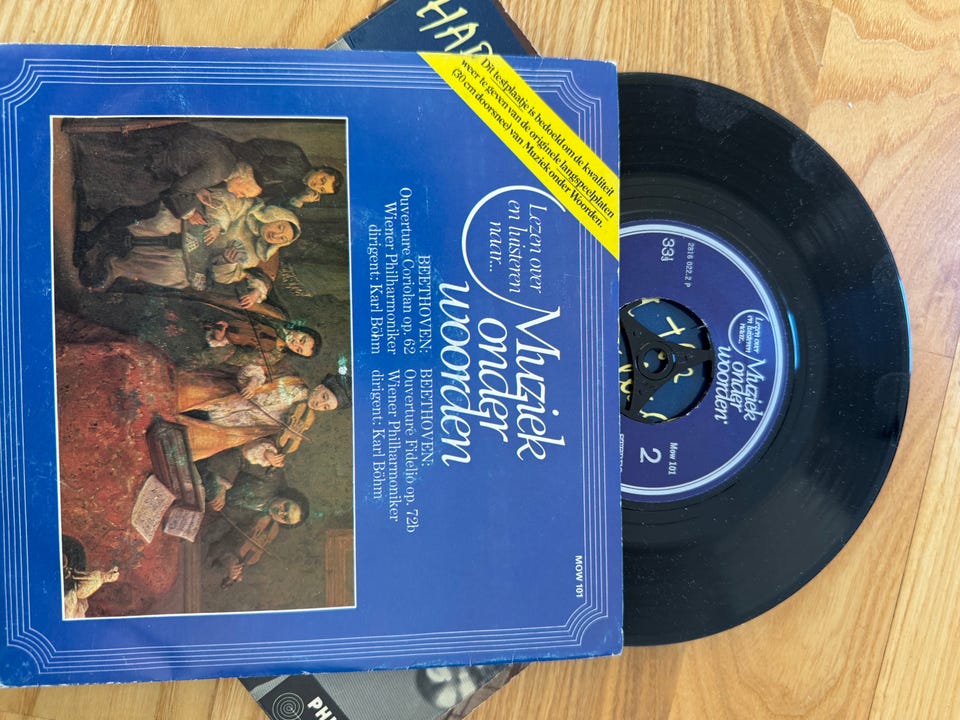 Dit testplaatje is bedoeld om de kwaliteit
weer te geven van de originele langspeelplaten
(30 cm doorsnee) van Muziek onder Woorden.
Lezen over
en luisteren
naar...
Muziek
onder
woorden
BEETHOVEN:
Ouverture Coriolan op. 62
Wiener Philharmoniker
dirigent: Karl Böhm
BEETHOVEN:
Ouverture Fidelio op. 72b
Wiener Philharmoniker
dirigent: Karl Böhm
MOW 101
33⅓
2816 022.2 P
Lezen over
en luisteren
naar...
Muziek
onder
woorden
MOW 101
2